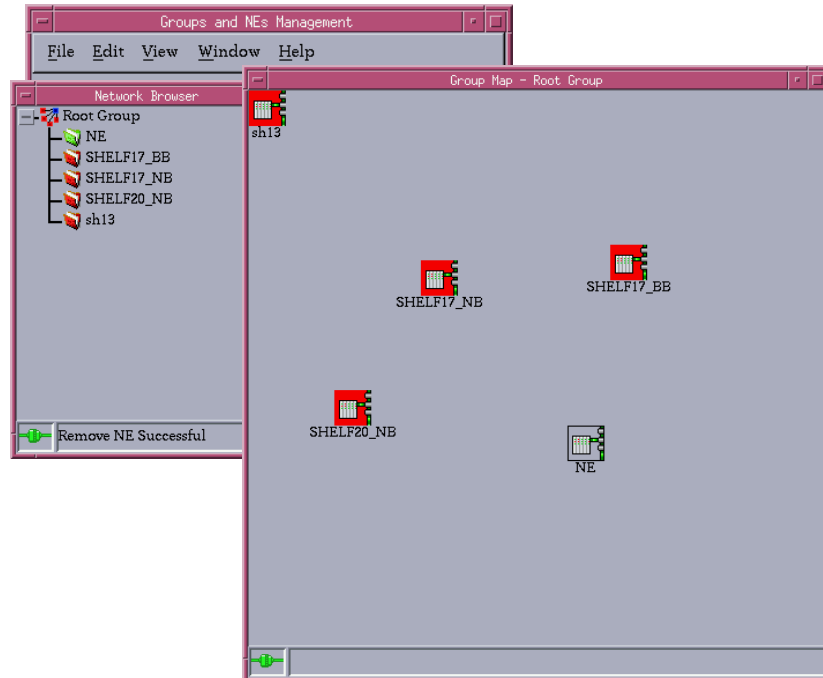 Groups and NEs Management
File Edit View Window Help
Network Browser
Root Group
NE
SHELF17_BB
SHELF17_NB
SHELF20_NB
sh13
Remove NE Successful
Group Map - Root Group
sh13
SHELF17_NB
SHELF17_BB
SHELF20_NB
NE